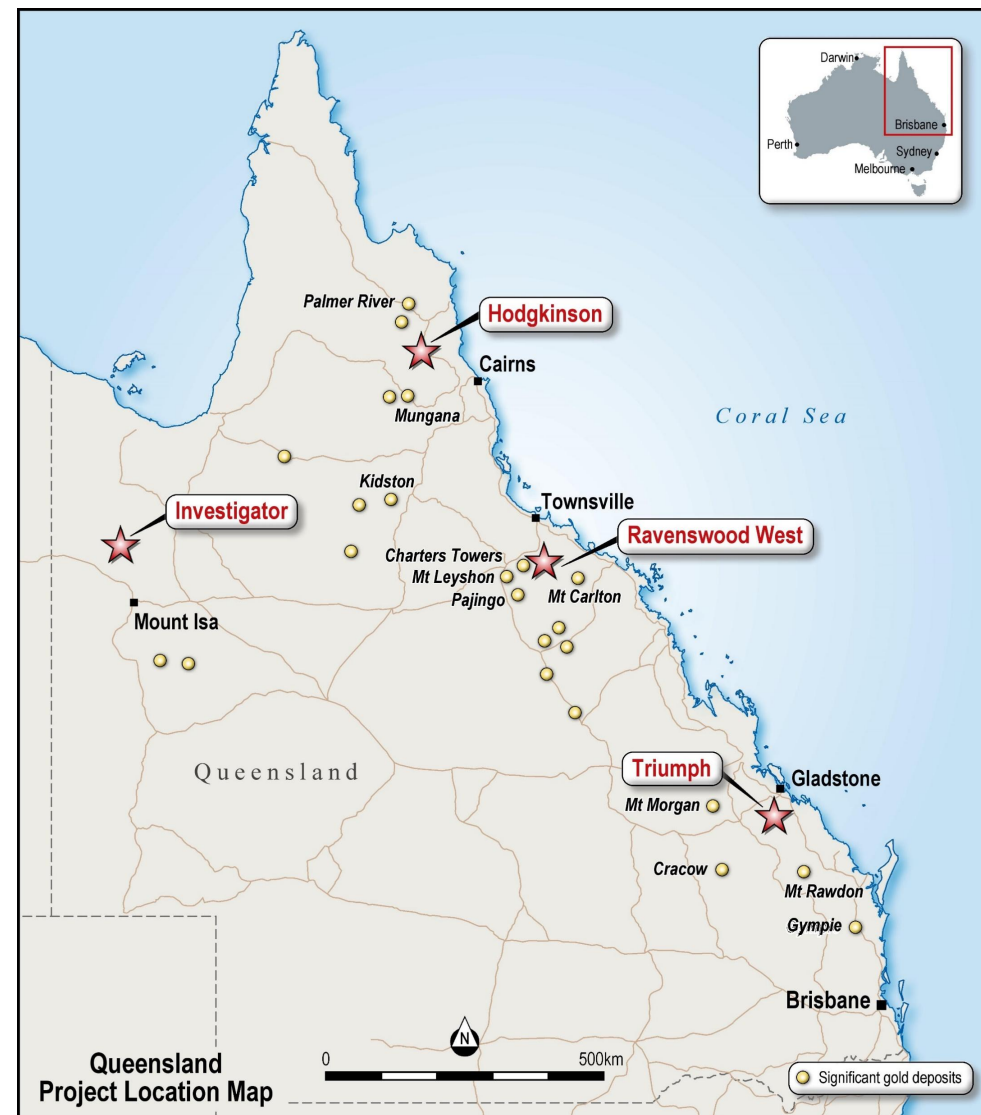 Darwin
Brisbane
Perth
Sydney
Melbourne
Palmer River
Hodgkinson
Cairns
Mungana
Coral Sea
Kidston
Investigator
Townsville
Ravenswood West
Charters Towers
Mt Leyshon
Pajingo
Mt Carlton
Mount Isa
Queensland
Triumph
Gladstone
Mt Morgan
Cracow
Mt Rawdon
Gympie
Brisbane
N
0
500km
Queensland
Project Location Map
Significant gold deposits